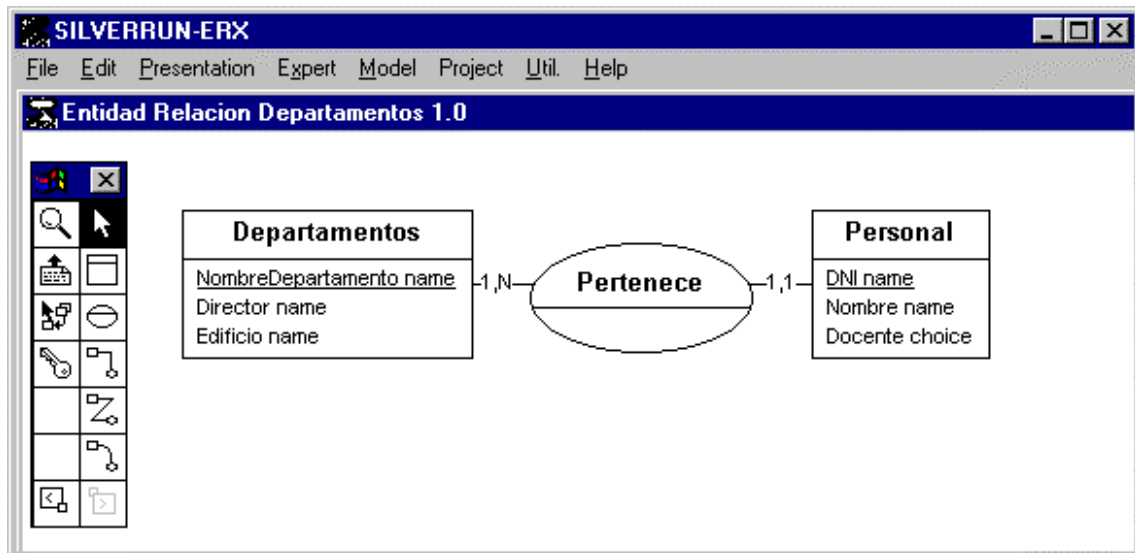 SILVERRUN-ERX
File Edit Presentation Expert Model Project Util. Help
Entidad Relacion Departamentos 1.0
Departamentos
NombreDepartamento name
Director name
Edificio name
1,N
Pertenece
1,1
Personal
DNI name
Nombre name
Docente choice